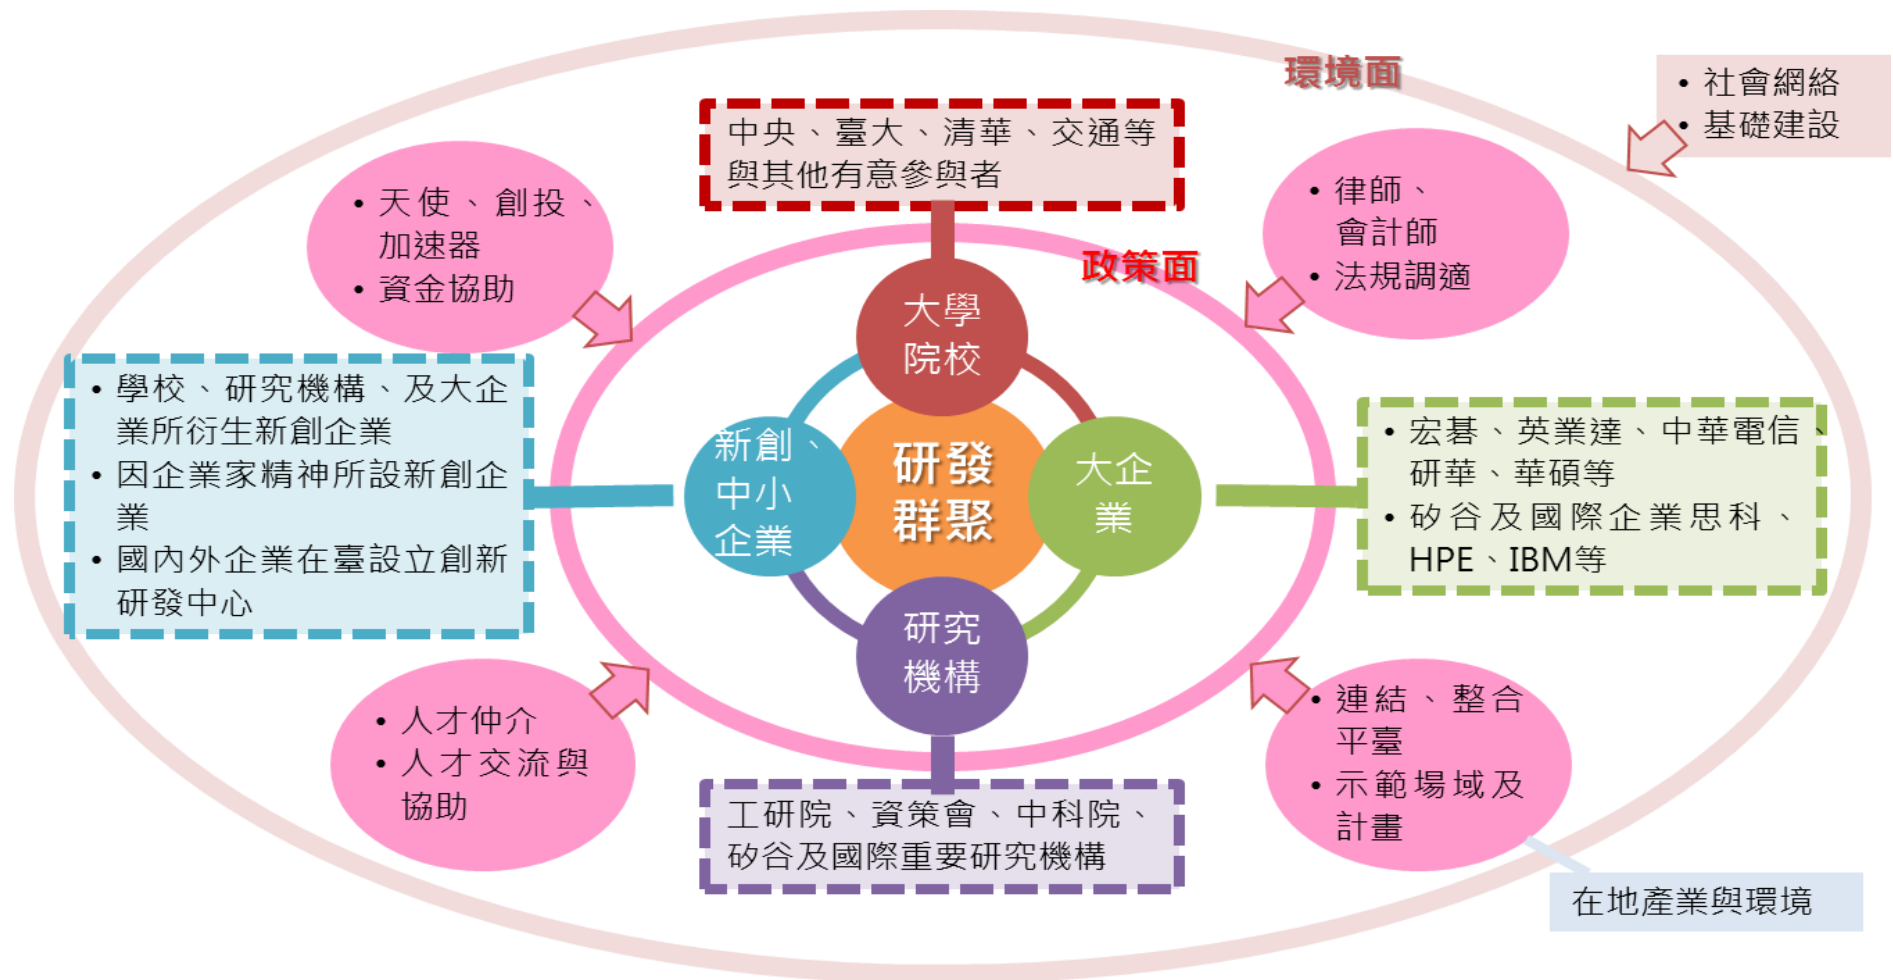 環境面
• 社會網絡
• 基礎建設
中央、臺大、清華、交通等
與其他有意參與者
• 天使、創投、
加速器
• 資金協助
• 律師、
會計師
• 法規調適
政策面
大學
院校
• 學校、研究機構、及大企
業所衍生新創企業
• 因企業家精神所設新創企
業
• 國內外企業在臺設立創新
研發中心
新創、
中小
企業
研發
群聚
大企
業
• 宏碁、英業達、中華電信、
研華、華碩等
• 矽谷及國際企業思科、
HPE、IBM等
研究
機構
• 人才仲介
• 人才交流與
協助
• 連結、整合
平臺
• 示範場域及
計畫
工研院、資策會、中科院、
矽谷及國際重要研究機構
在地產業與環境